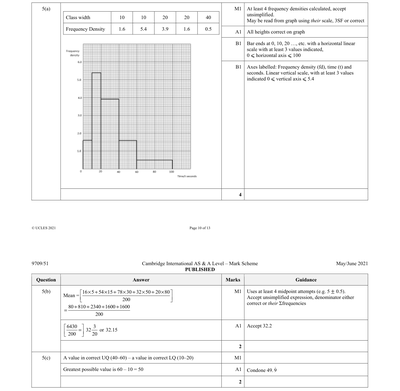 5(a)
Class width 10 10 20 20 40
Frequency Density 1.6 5.4 3.9 1.6 0.5
M1 At least 4 frequency densities calculated, accept
unsimplified.
May be read from graph using their scale, 3SF or correct
A1 All heights correct on graph
B1 Bar ends at 0, 10, 20 …, etc. with a horizontal linear
scale with at least 3 values indicated,
0 ⩽ horizontal axis ⩽ 100
B1 Axes labelled: Frequency density (fd), time (t) and
seconds. Linear vertical scale, with at least 3 values
indicated 0 ⩽ vertical axis ⩽ 5.4
Frequency
density
4
© UCLES 2021 Page 10 of 13
9709/51 Cambridge International AS & A Level – Mark Scheme May/June 2021
PUBLISHED
Question Answer Marks Guidance
5(b)
Mean = [16×5+54×15+78×30+32×50+20×80]
200
= 80+810+2340+1600+1600
200
M1 Uses at least 4 midpoint attempts (e.g. 5 ± 0.5).
Accept unsimplified expression, denominator either
correct or their Σfrequencies
[6430 / 200 =] 32 3/20 or 32.15 A1 Accept 32.2
2
5(c) A value in correct UQ (40–60) – a value in correct LQ (10–20) M1
Greatest possible value is 60 – 10 = 50 A1 Condone 49.9̇
2